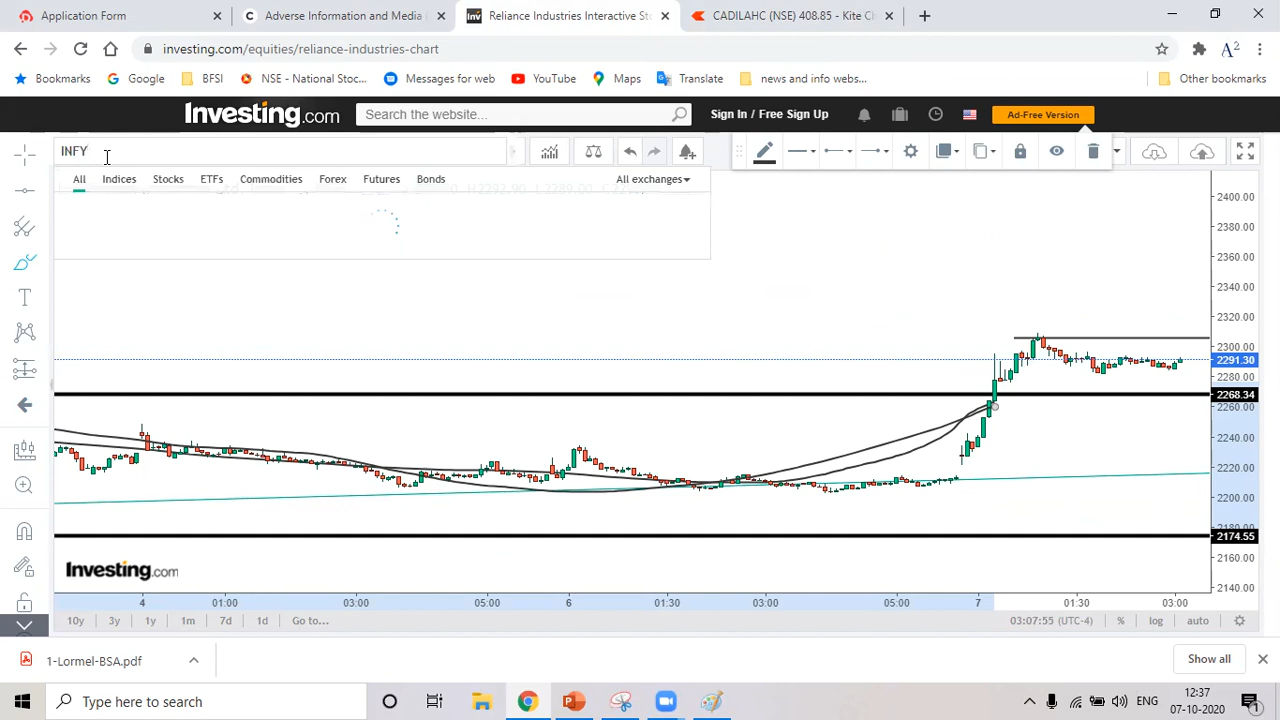 Application Form
Adverse Information and Media (
Reliance Industries Interactive Sto
CADILAHC (NSE) 408.85 - Kite Ch
investing.com/equities/reliance-industries-chart
A²
Bookmarks
Google
BFSI
NSE - National Stoc...
Messages for web
YouTube
Maps
Translate
news and info webs...
Other bookmarks
Investing.com
Search the website...
Sign In / Free Sign Up
Ad-Free Version
INFY
All
Indices
Stocks
ETFs
Commodities
Forex
Futures
Bonds
All exchanges
2400.00
2380.00
2360.00
2340.00
2320.00
2300.00
2291.30
2280.00
2268.34
2260.00
2240.00
2220.00
2200.00
2180.00
2174.55
2160.00
2140.00
Investing.com
4
01:00
03:00
05:00
6
01:30
03:00
05:00
7
01:30
03:00
10y
3y
1y
1m
7d
1d
Go to...
03:07:55 (UTC-4)
%
log
auto
1-Lormel-BSA.pdf
Show all
Type here to search
12:37
07-10-2020
1